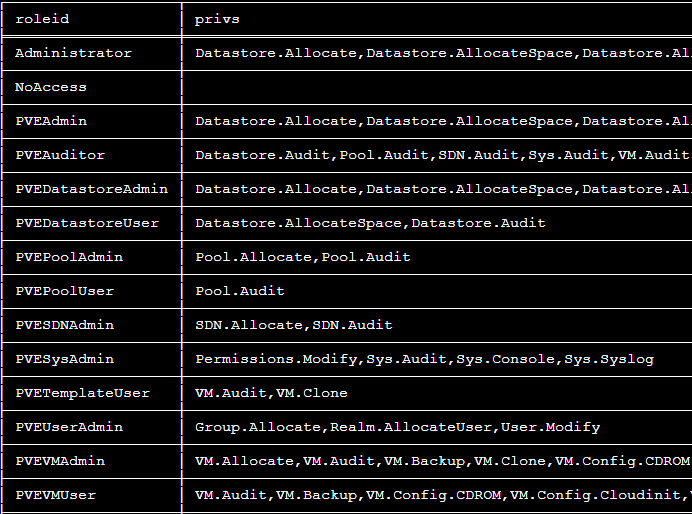 roleid privs
Administrator Datastore.Allocate,Datastore.AllocateSpace,Datastore.Al
NoAccess
PVEAdmin Datastore.Allocate,Datastore.AllocateSpace,Datastore.Al
PVEAuditor Datastore.Audit,Pool.Audit,SDN.Audit,Sys.Audit,VM.Audit
PVEDatastoreAdmin Datastore.Allocate,Datastore.AllocateSpace,Datastore.Al
PVEDatastoreUser Datastore.AllocateSpace,Datastore.Audit
PVEPoolAdmin Pool.Allocate,Pool.Audit
PVEPoolUser Pool.Audit
PVESDNAdmin SDN.Allocate,SDN.Audit
PVESysAdmin Permissions.Modify,Sys.Audit,Sys.Console,Sys.Syslog
PVETemplateUser VM.Audit,VM.Clone
PVEUserAdmin Group.Allocate,Realm.AllocateUser,User.Modify
PVEVMAdmin VM.Allocate,VM.Audit,VM.Backup,VM.Clone,VM.Config.CDROM
PVEVMUser VM.Audit,VM.Backup,VM.Config.CDROM,VM.Config.Cloudinit,